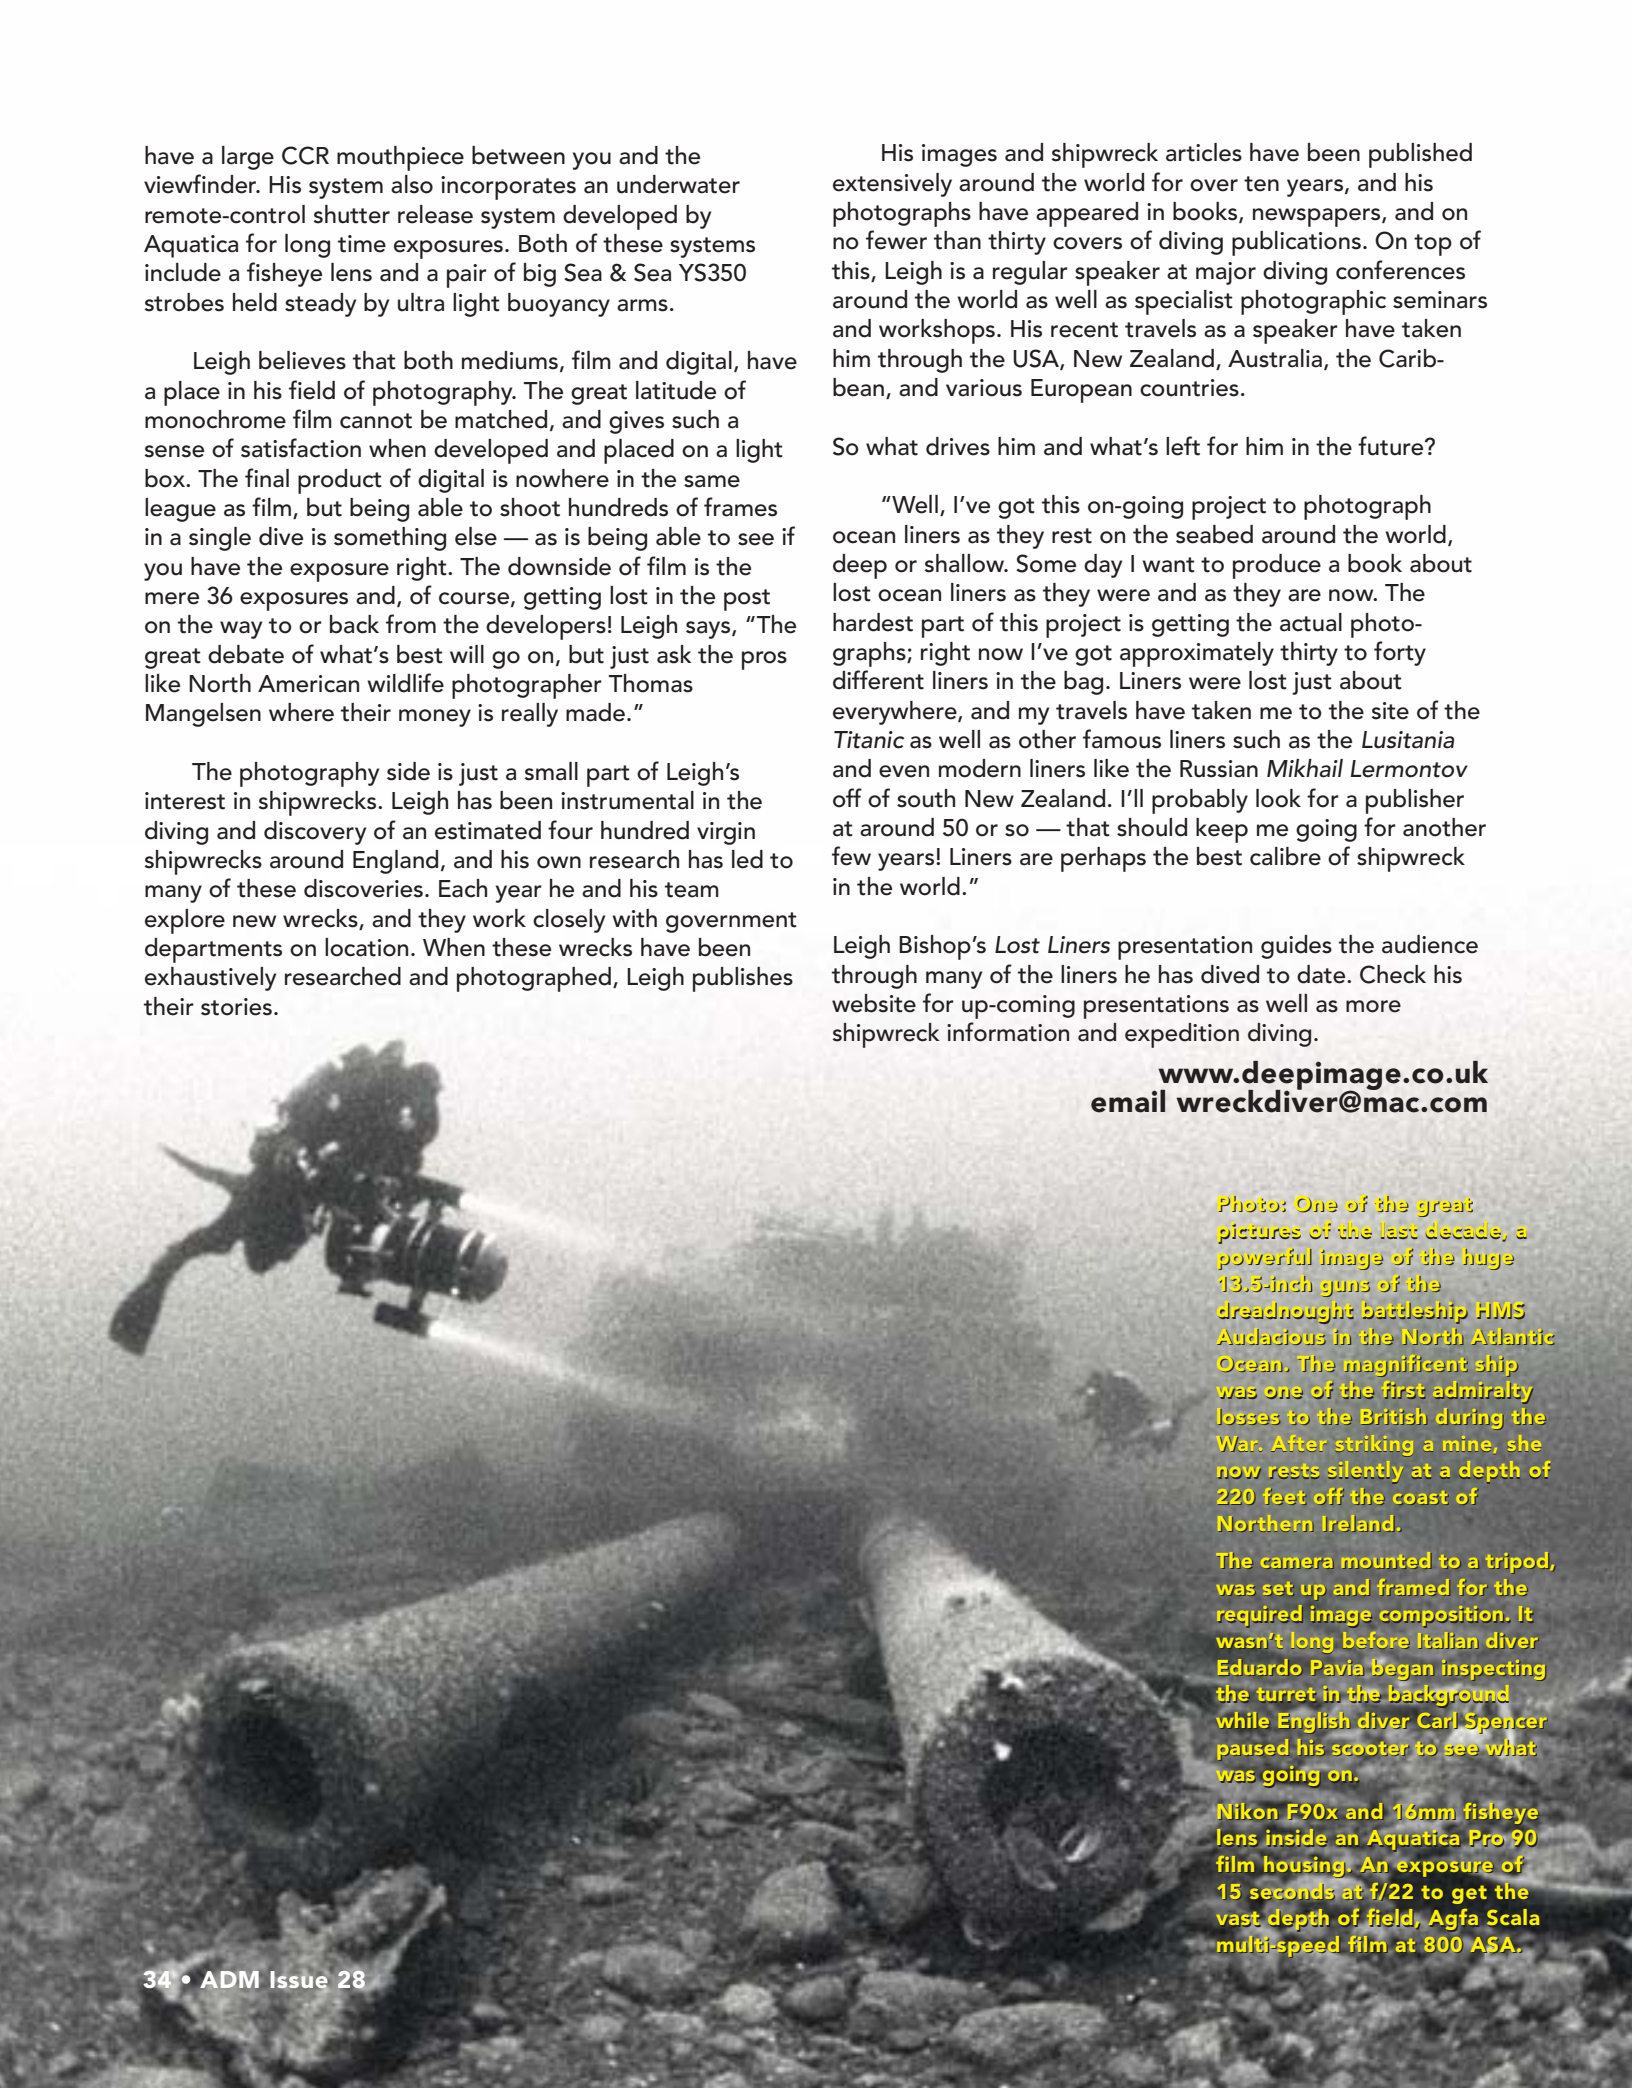 have a large CCR mouthpiece between you and the
viewfinder. His system also incorporates an underwater
remote-control shutter release system developed by
Aquatica for long time exposures. Both of these systems
include a fisheye lens and a pair of big Sea & Sea YS350
strobes held steady by ultra light buoyancy arms.
Leigh believes that both mediums, film and digital, have
a place in his field of photography. The great latitude of
monochrome film cannot be matched, and gives such a
sense of satisfaction when developed and placed on a light
box. The final product of digital is nowhere in the same
league as film, but being able to shoot hundreds of frames
in a single dive is something else — as is being able to see if
you have the exposure right. The downside of film is the
mere 36 exposures and, of course, getting lost in the post
on the way to or back from the developers! Leigh says, “The
great debate of what’s best will go on, but just ask the pros
like North American wildlife photographer Thomas
Mangelsen where their money is really made.”
The photography side is just a small part of Leigh’s
interest in shipwrecks. Leigh has been instrumental in the
diving and discovery of an estimated four hundred virgin
shipwrecks around England, and his own research has led to
many of these discoveries. Each year he and his team
explore new wrecks, and they work closely with government
departments on location. When these wrecks have been
exhaustively researched and photographed, Leigh publishes
their stories.
His images and shipwreck articles have been published
extensively around the world for over ten years, and his
photographs have appeared in books, newspapers, and on
no fewer than thirty covers of diving publications. On top of
this, Leigh is a regular speaker at major diving conferences
around the world as well as specialist photographic seminars
and workshops. His recent travels as a speaker have taken
him through the USA, New Zealand, Australia, the Carib-
bean, and various European countries.
So what drives him and what’s left for him in the future?
“Well, I’ve got this on-going project to photograph
ocean liners as they rest on the seabed around the world,
deep or shallow. Some day I want to produce a book about
lost ocean liners as they were and as they are now. The
hardest part of this project is getting the actual photo-
graphs; right now I’ve got approximately thirty to forty
different liners in the bag. Liners were lost just about
everywhere, and my travels have taken me to the site of the
Titanic as well as other famous liners such as the Lusitania
and even modern liners like the Russian Mikhail Lermontov
off of south New Zealand. I’ll probably look for a publisher
at around 50 or so — that should keep me going for another
few years! Liners are perhaps the best calibre of shipwreck
in the world.”
Leigh Bishop’s Lost Liners presentation guides the audience
through many of the liners he has dived to date. Check his
website for up-coming presentations as well as more
shipwreck information and expedition diving.
www.deepimage.co.uk
email wreckdiver@mac.com
Photo: One of the great
pictures of the last decade, a
powerful image of the huge
13.5-inch guns of the
dreadnought battleship HMS
Audacious in the North Atlantic
Ocean. The magnificent ship
was one of the first admiralty
losses to the British during the
War. After striking a mine, she
now rests silently at a depth of
220 feet off the coast of
Northern Ireland.
The camera mounted to a tripod,
was set up and framed for the
required image composition. It
wasn’t long before Italian diver
Eduardo Pavia began inspecting
the turret in the background
while English diver Carl Spencer
paused his scooter to see what
was going on.
Nikon F90x and 16mm fisheye
lens inside an Aquatica Pro 90
film housing. An exposure of
15 seconds at f/22 to get the
vast depth of field, Agfa Scala
multi-speed film at 800 ASA.
34 • ADM Issue 28